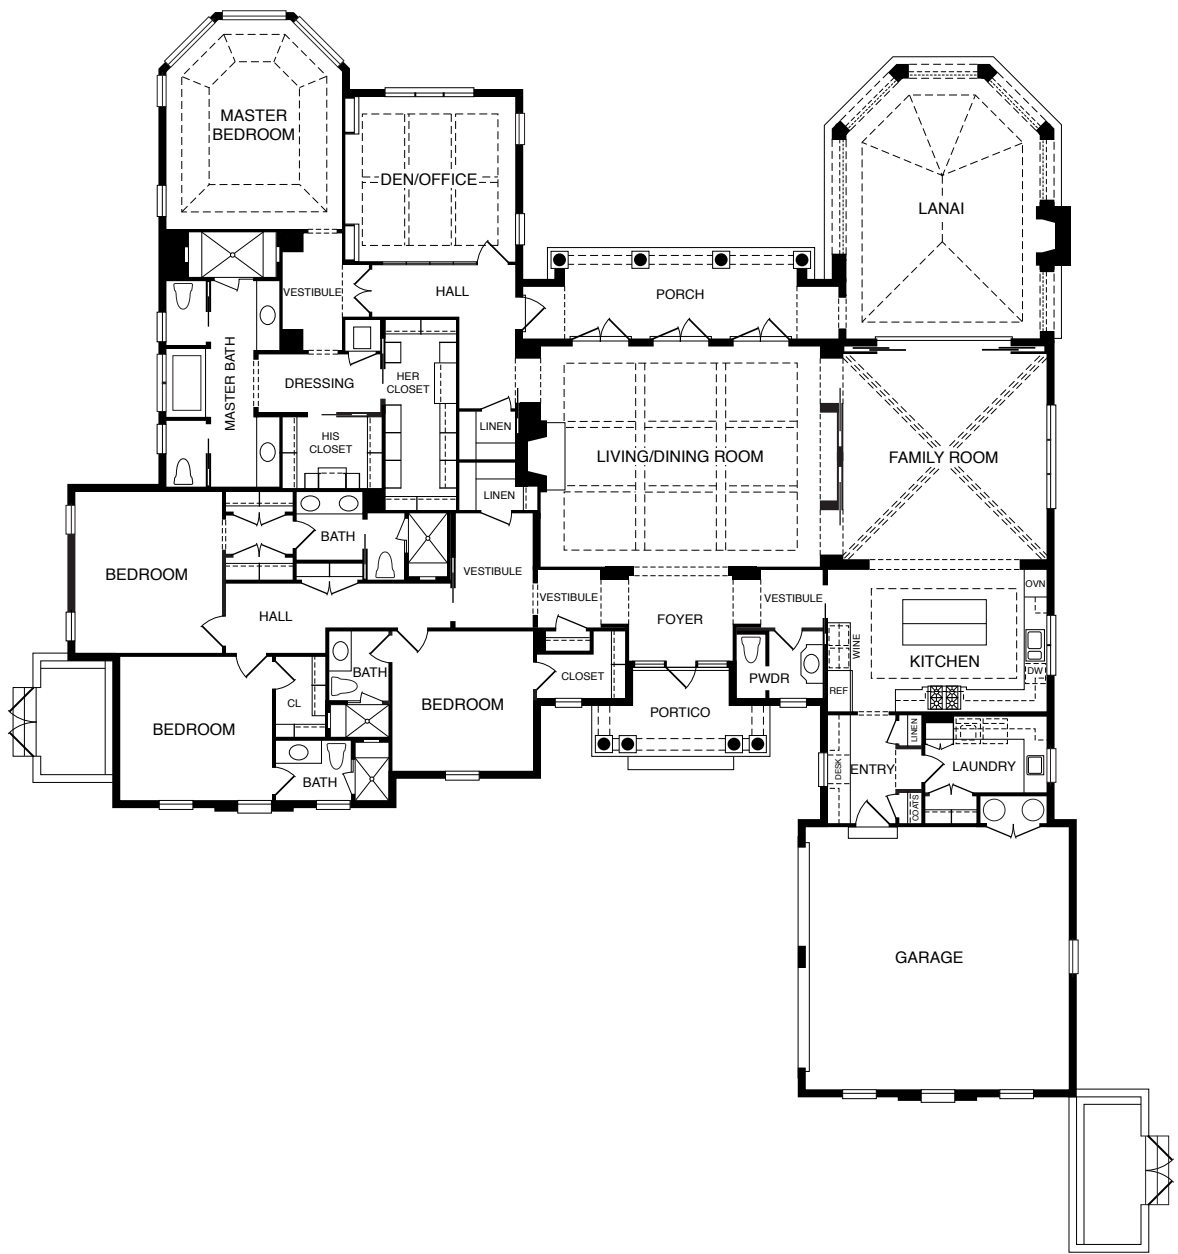 MASTER
BEDROOM
DEN/OFFICE
LANAI
VESTIBULE
HALL
PORCH
MASTER BATH
DRESSING
HER
CLOSET
HIS
CLOSET
LINEN
LIVING/DINING ROOM
FAMILY ROOM
LINEN
BATH
BEDROOM
VESTIBULE
OVN
HALL
VESTIBULE
FOYER
VESTIBULE
WINE
KITCHEN
DW
BATH
CLOSET
PWDR
REF
CL
BEDROOM
PORTICO
BEDROOM
LINEN
DESK
ENTRY
LAUNDRY
BATH
COATS
GARAGE